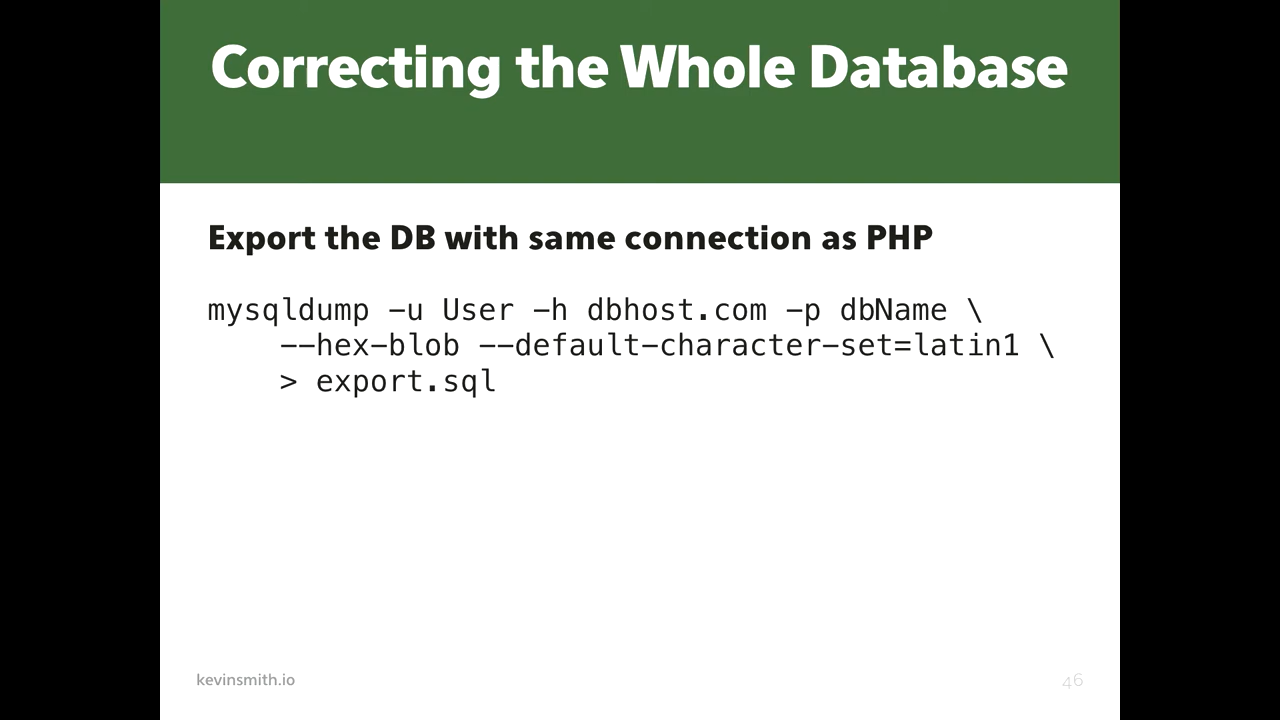 Correcting the Whole Database
Export the DB with same connection as PHP
mysqldump -u User -h dbhost.com -p dbName \
--hex-blob --default-character-set=latin1 \
> export.sql
kevinsmith.io
46